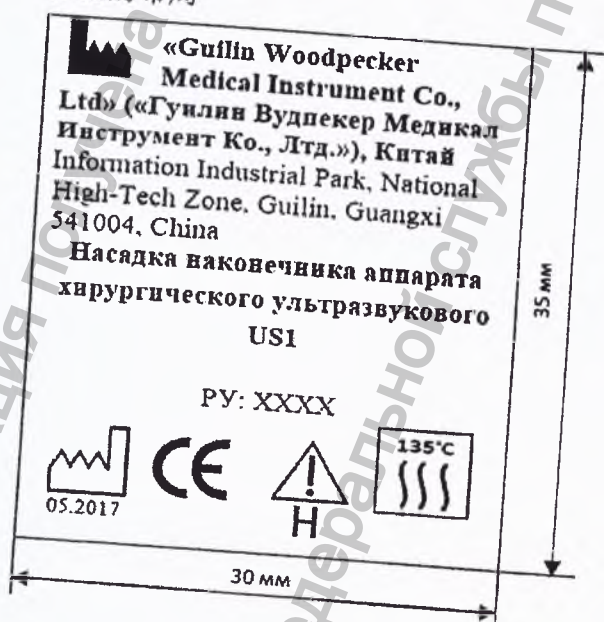 «Guilin Woodpecker
Medical Instrument Co.,
Ltd» («Гуилин Вудпекер Медикал
Инструмент Ко., Лтд.»), Китай
Information Industrial Park, National
High-Tech Zone, Guilin, Guangxi
541004, China
Насадка наконечника аппарата
хирургического ультразвукового
US1
РУ: XXXX
05.2017
CE
H
135°C
35 мм
30 мм